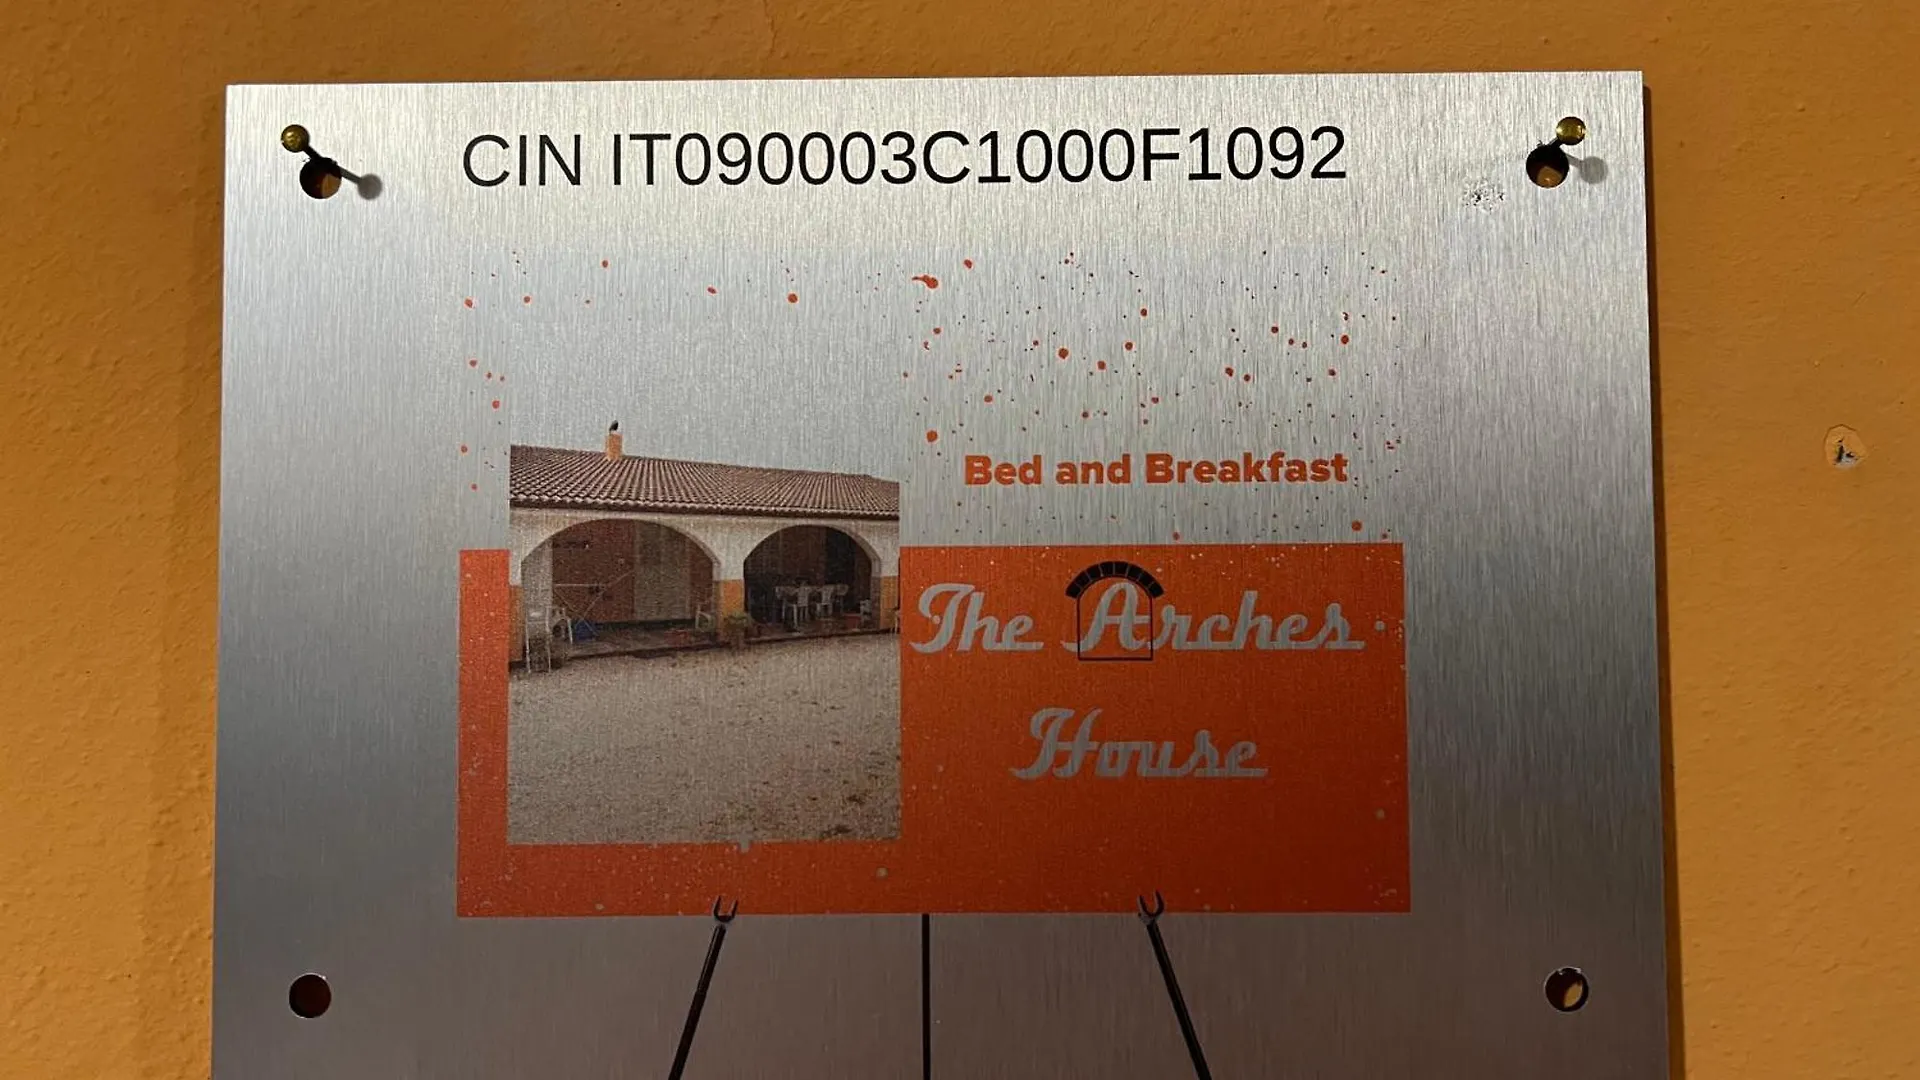 CIN IT090003C1000F1092
Bed and Breakfast
The Arches
House